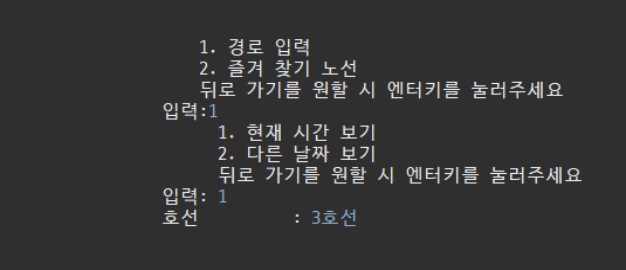 1. 경로 입력
2. 즐겨 찾기 노선
뒤로 가기를 원할 시 엔터키를 눌러주세요
입력:1
1. 현재 시간 보기
2. 다른 날짜 보기
뒤로 가기를 원할 시 엔터키를 눌러주세요
입력: 1
호선 : 3호선